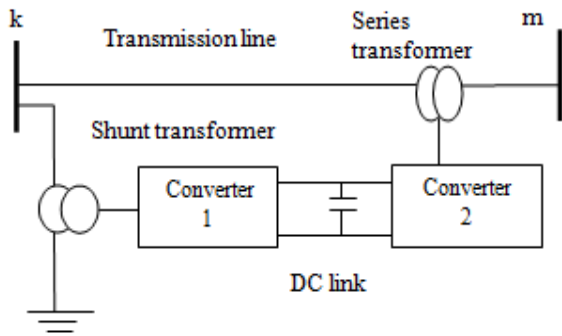 k
Transmission line
Series
transformer
m
Shunt transformer
Converter
1
Converter
2
DC link